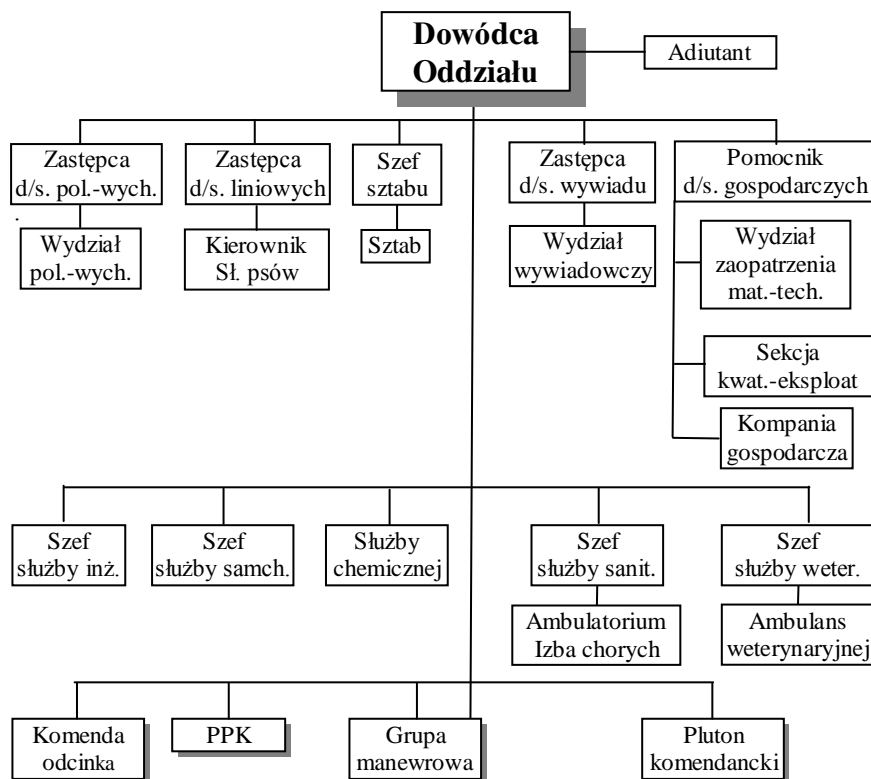 Dowódca
Oddziału
Adiutant
Zastępca
d/s. pol.-wych.
Zastępca
d/s. liniowych
Szef
sztabu
Zastępca
d/s. wywiadu
Pomocnik
d/s. gospodarczych
.
Wydział
pol.-wych.
Kierownik
Sł. psów
Sztab
Wydział
wywiadowczy
Wydział
zaopatrzenia
mat.-tech.
Sekcja
kwat.-eksploat
Kompania
gospodarcza
Szef
służby inż.
Szef
służby samch.
Służby
chemicznej
Szef
służby sanit.
Szef
służby weter.
Ambulatorium
Izba chorych
Ambulans
weterynaryjnej
Komenda
odcinka
PPK
Grupa
manewrowa
Pluton
komendancki